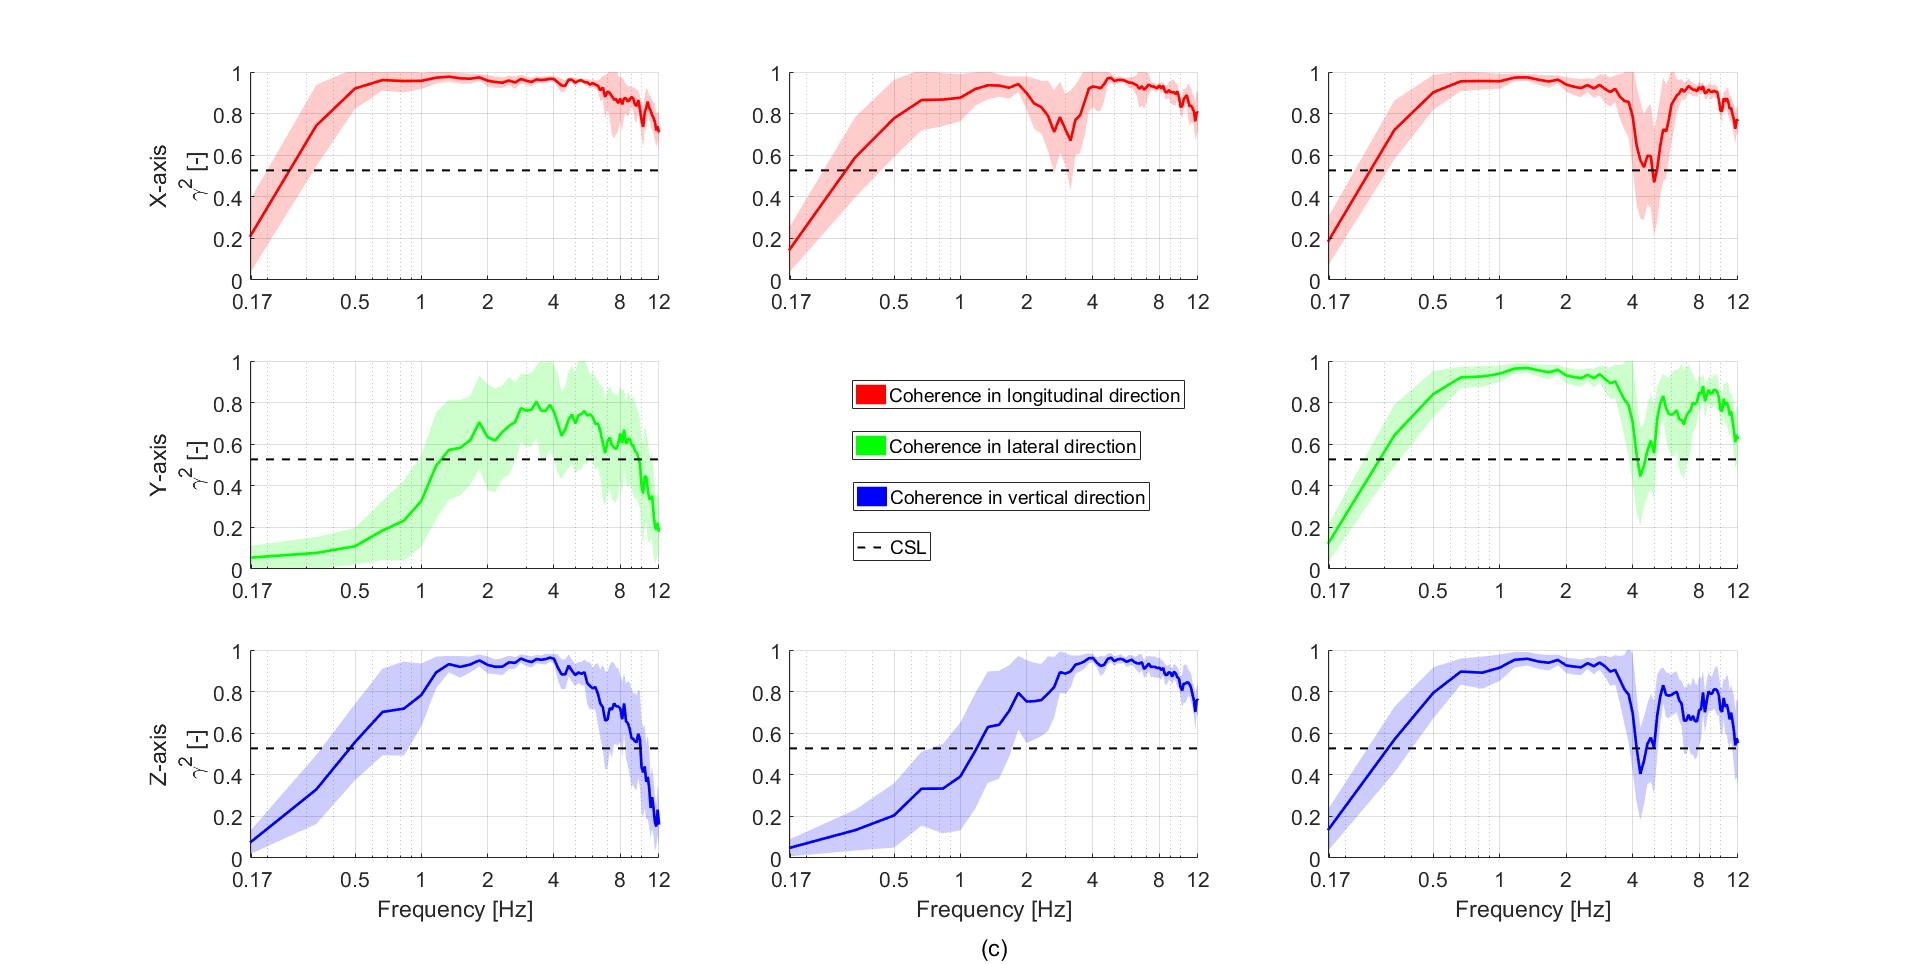 1
0.8
0.6
0.4
0.2
0
X-axis
γ² [-]
0.17 0.5 1 2 4 8 12
1
0.8
0.6
0.4
0.2
0
0.17 0.5 1 2 4 8 12
1
0.8
0.6
0.4
0.2
0
0.17 0.5 1 2 4 8 12
1
0.8
0.6
0.4
0.2
0
Y-axis
γ² [-]
0.17 0.5 1 2 4 8 12
Coherence in longitudinal direction
Coherence in lateral direction
Coherence in vertical direction
CSL
1
0.8
0.6
0.4
0.2
0
0.17 0.5 1 2 4 8 12
1
0.8
0.6
0.4
0.2
0
Z-axis
γ² [-]
0.17 0.5 1 2 4 8 12
Frequency [Hz]
1
0.8
0.6
0.4
0.2
0
0.17 0.5 1 2 4 8 12
Frequency [Hz]
1
0.8
0.6
0.4
0.2
0
0.17 0.5 1 2 4 8 12
Frequency [Hz]
(c)